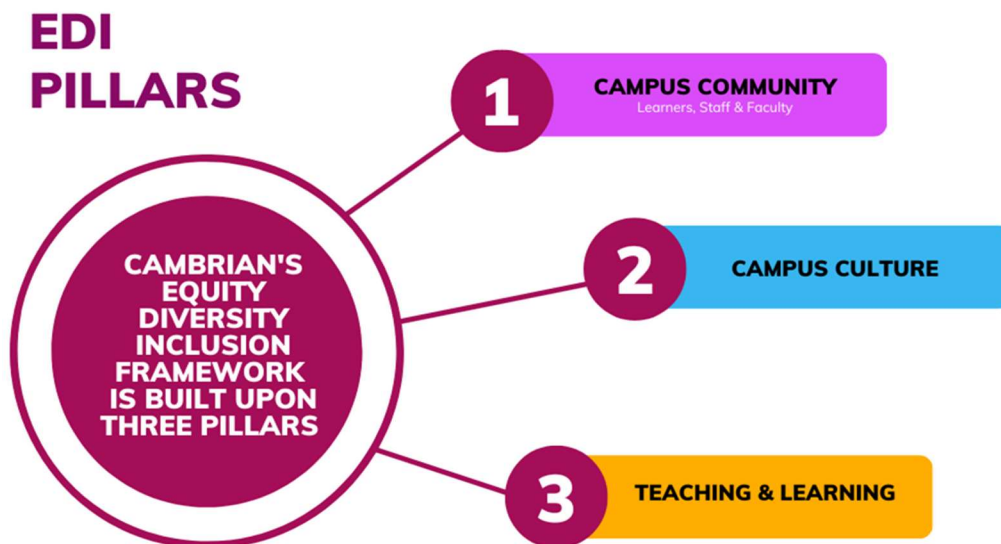 EDI
PILLARS
CAMBRIAN'S
EQUITY
DIVERSITY
INCLUSION
FRAMEWORK
IS BUILT UPON
THREE PILLARS
1
CAMPUS COMMUNITY
Learners, Staff & Faculty
2
CAMPUS CULTURE
3
TEACHING & LEARNING